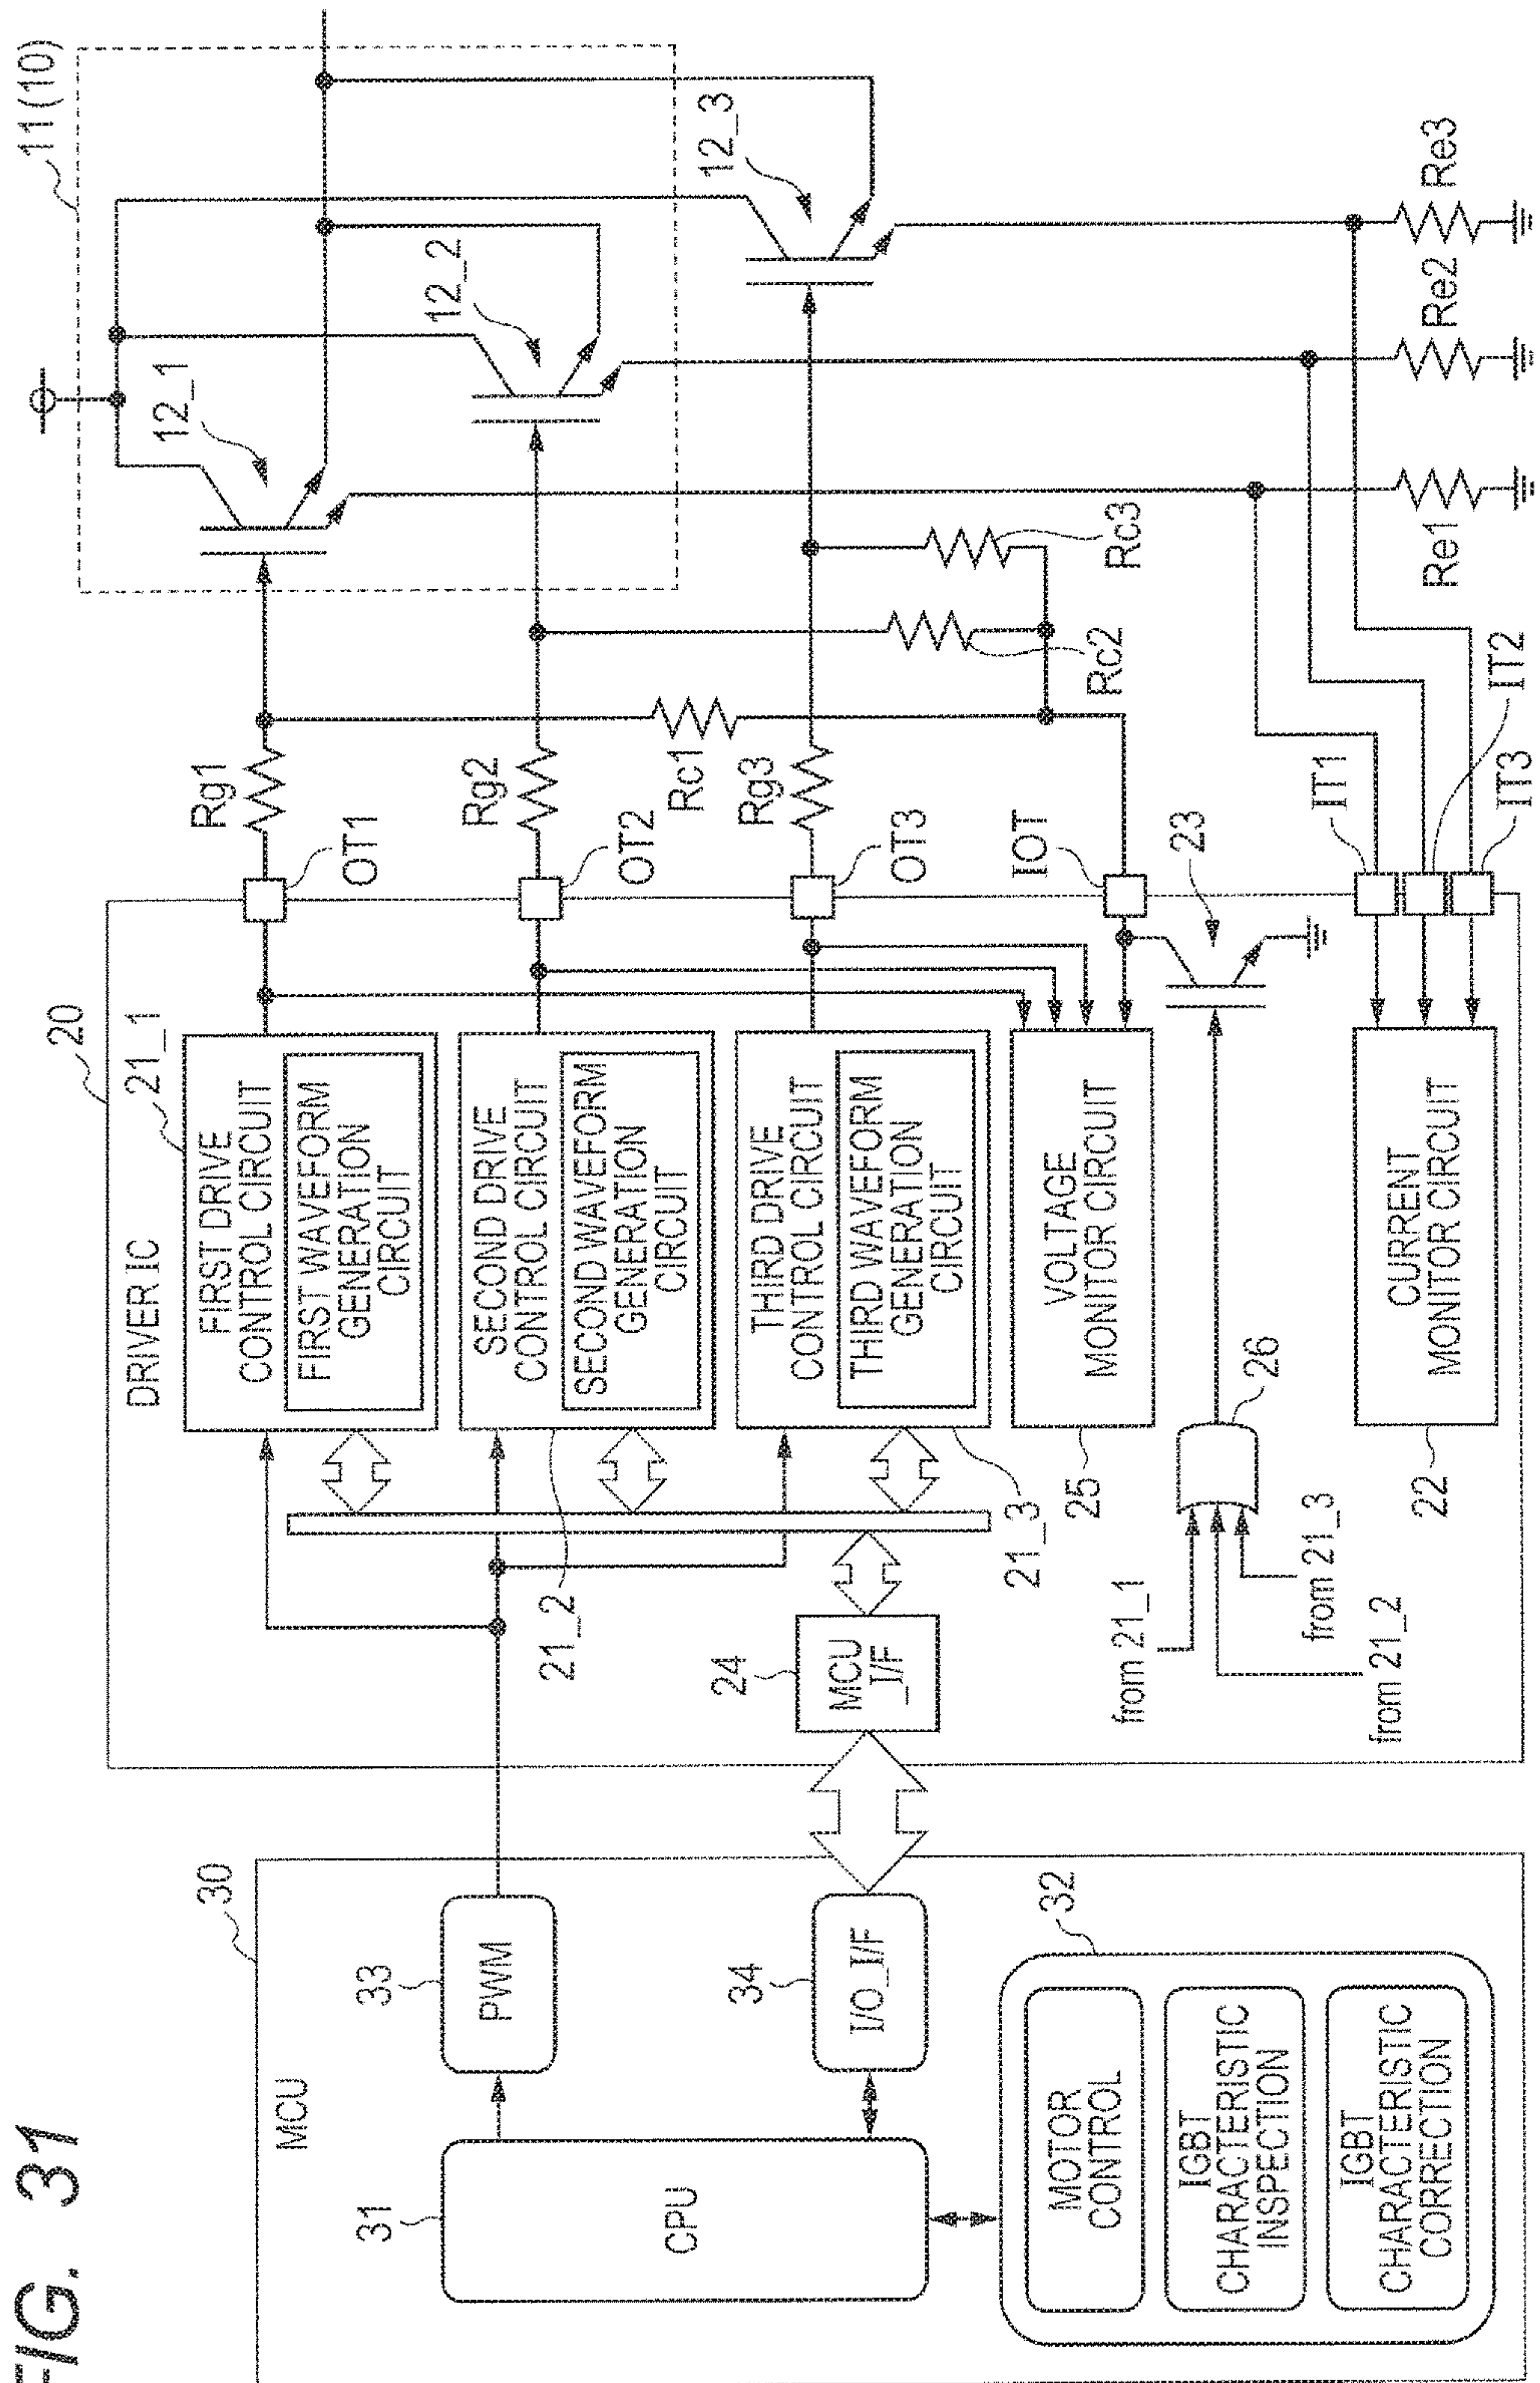 FIG. 31
MCU
30
31
CPU
33
PWM
34
I/O_I/F
32
MOTOR
CONTROL
IGBT
CHARACTERISTIC
INSPECTION
IGBT
CHARACTERISTIC
CORRECTION
20
DRIVER IC
21_1
FIRST DRIVE
CONTROL CIRCUIT
FIRST WAVEFORM
GENERATION
CIRCUIT
21_2
SECOND DRIVE
CONTROL CIRCUIT
SECOND WAVEFORM
GENERATION
CIRCUIT
21_3
THIRD DRIVE
CONTROL CIRCUIT
THIRD WAVEFORM
GENERATION
CIRCUIT
24
MCU
_I/F
25
VOLTAGE
MONITOR CIRCUIT
from 21_1
from 21_2
from 21_3
26
23
22
CURRENT
MONITOR CIRCUIT
OT1
OT2
OT3
IOT
IT1
IT2
IT3
Rg1
Rg2
Rg3
Rc1
Rc2
Rc3
11(10)
12_1
12_2
12_3
Re1
Re2
Re3